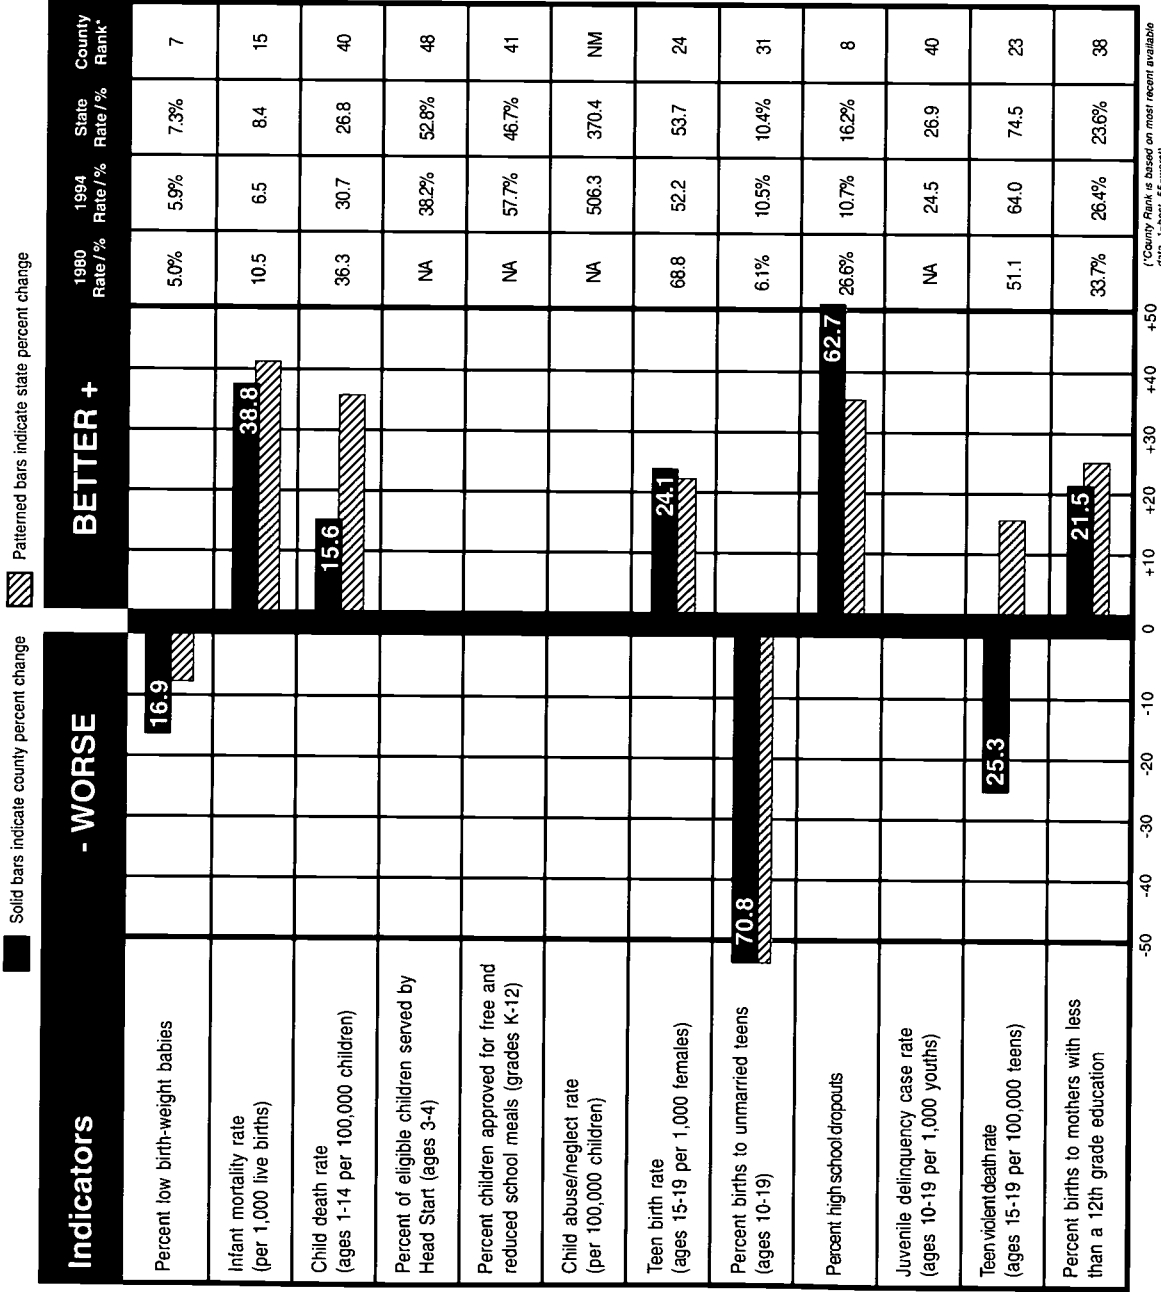 Solid bars indicate county percent change
Patterned bars indicate state percent change
Indicators
- WORSE
BETTER +
1980
Rate / %
1994
Rate / %
State
Rate / %
County
Rank*
Percent low birth-weight babies
16.9
5.0%
5.9%
7.3%
7
Infant mortality rate
(per 1,000 live births)
38.8
10.5
6.5
8.4
15
Child death rate
(ages 1-14 per 100,000 children)
15.6
36.3
30.7
26.8
40
Percent of eligible children served by
Head Start (ages 3-4)
NA
38.2%
52.8%
48
Percent children approved for free and
reduced school meals (grades K-12)
NA
57.7%
46.7%
41
Child abuse/neglect rate
(per 100,000 children)
NA
506.3
370.4
NM
Teen birth rate
(ages 15-19 per 1,000 females)
24.1
68.8
52.2
53.7
24
Percent births to unmarried teens
(ages 10-19)
70.8
6.1%
10.5%
10.4%
31
Percent high school dropouts
62.7
26.6%
10.7%
16.2%
8
Juvenile delinquency case rate
(ages 10-19 per 1,000 youths)
NA
24.5
26.9
40
Teen violent death rate
(ages 15-19 per 100,000 teens)
25.3
51.1
64.0
74.5
23
Percent births to mothers with less
than a 12th grade education
21.5
33.7%
26.4%
23.6%
38
-50
-40
-30
-20
-10
0
+10
+20
+30
+40
+50
(*County Rank is based on most recent available